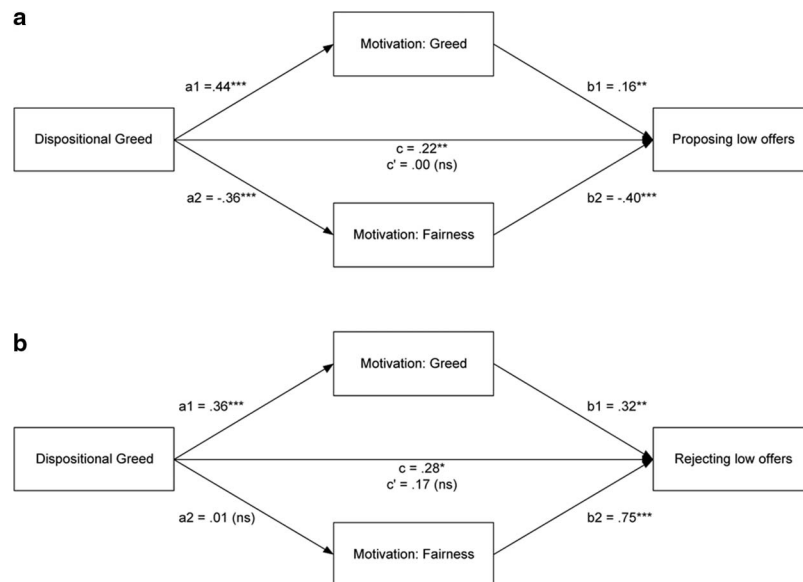 a
Motivation: Greed
a1 =.44***
b1 = .16**
Dispositional Greed
Proposing low offers
c = .22**
c' = .00 (ns)
a2 = -.36***
b2 = -.40***
Motivation: Fairness
b
Motivation: Greed
a1 = .36***
b1 = .32**
Dispositional Greed
Rejecting low offers
c = .28*
c' = .17 (ns)
a2 = .01 (ns)
b2 = .75***
Motivation: Fairness